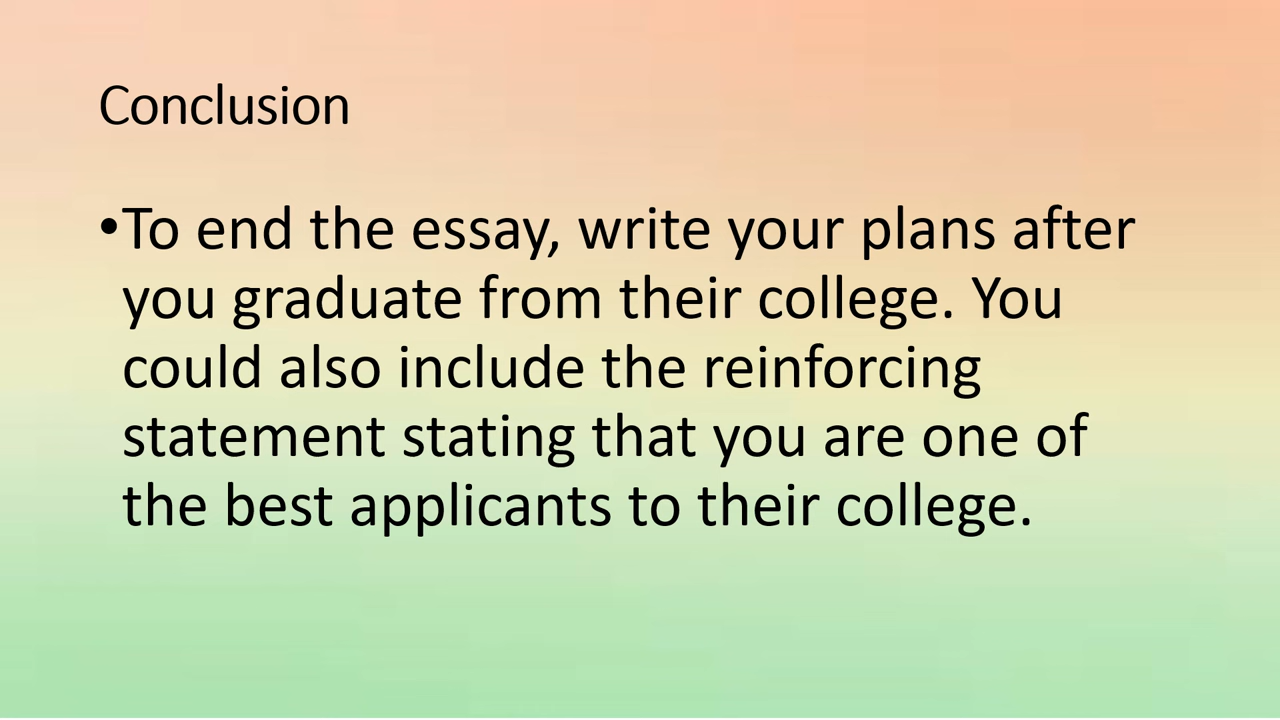 Conclusion
•To end the essay, write your plans after
you graduate from their college. You
could also include the reinforcing
statement stating that you are one of
the best applicants to their college.